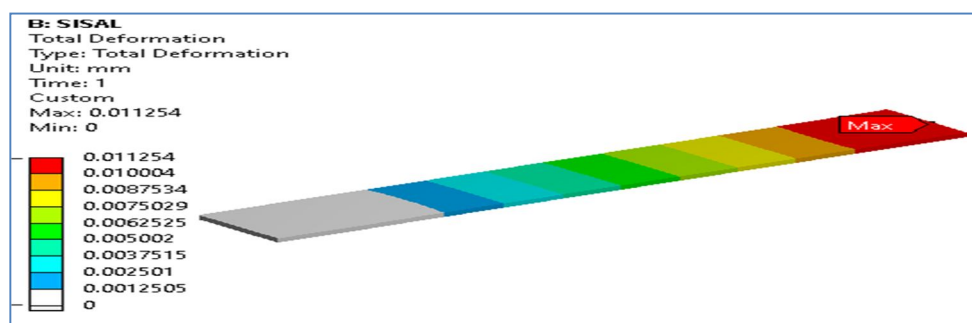 B: SISAL
Total Deformation
Type: Total Deformation
Unit: mm
Time: 1
Custom
Max: 0.011254
Min: 0
Max
0.011254
0.010004
0.0087534
0.0075029
0.0062525
0.005002
0.0037515
0.002501
0.0012505
0